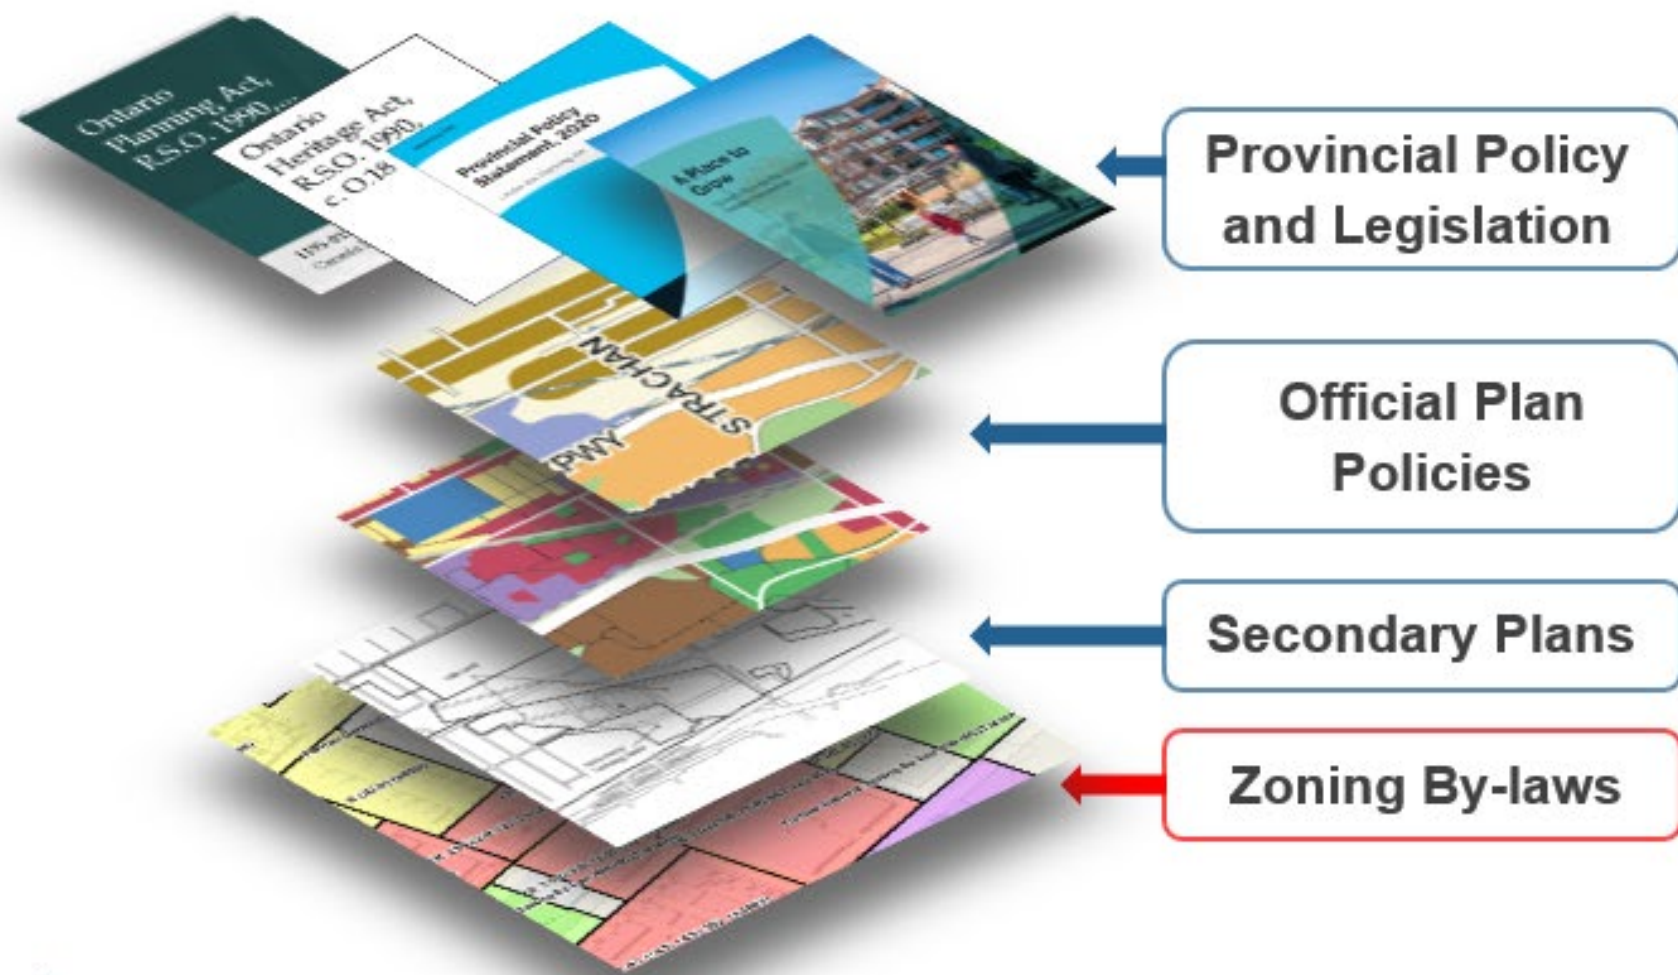 Ontario
Planning Act,
R.S.O. 1990,...
Ontario
Heritage Act,
R.S.O. 1990,
c. O.18
Provincial Policy
Statement, 2020
A Place to
Grow
Provincial Policy
and Legislation
STRACHAN
PWY
Official Plan
Policies
Secondary Plans
Zoning By-laws